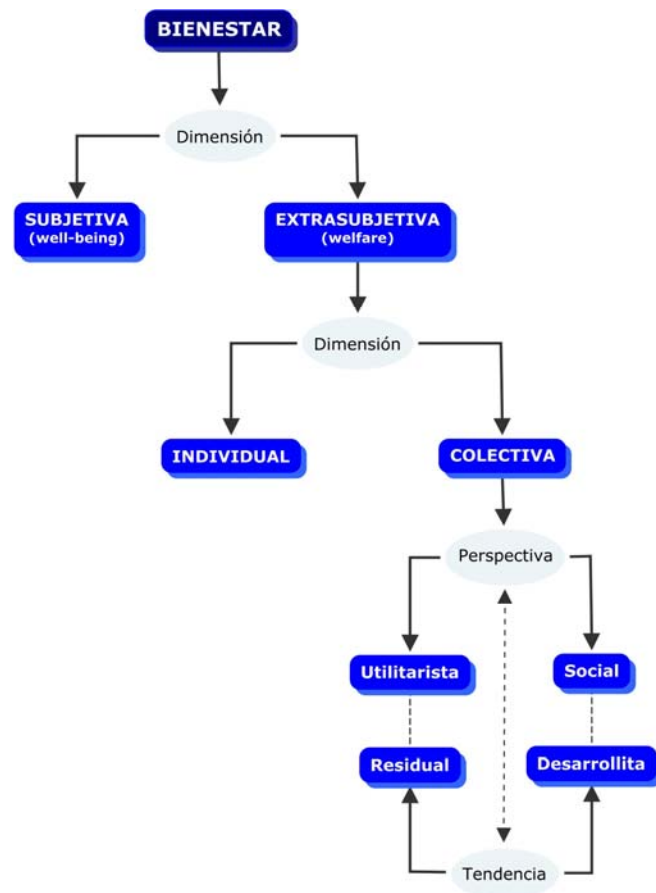 BIENESTAR
Dimensión
SUBJETIVA
(well-being)
EXTRASUBJETIVA
(welfare)
Dimensión
INDIVIDUAL
COLECTIVA
Perspectiva
Utilitarista
Social
Residual
Desarrollita
Tendencia